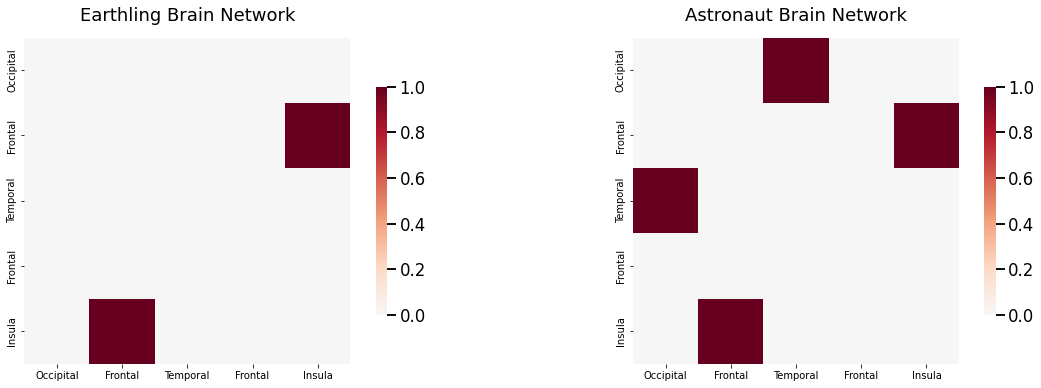 Earthling Brain Network
Occipital
Frontal
Temporal
Frontal
Insula
Occipital Frontal Temporal Frontal Insula
1.0
0.8
0.6
0.4
0.2
0.0
Astronaut Brain Network
Occipital
Frontal
Temporal
Frontal
Insula
Occipital Frontal Temporal Frontal Insula
1.0
0.8
0.6
0.4
0.2
0.0